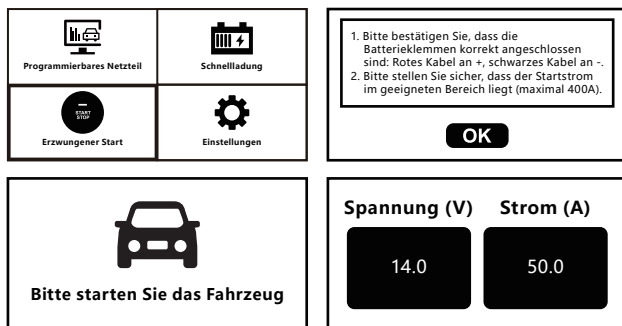 Programmierbares Netzteil
Schnellladung
START
STOP
Erzwungener Start
Einstellungen
1. Bitte bestätigen Sie, dass die
Batterieklemmen korrekt angeschlossen
sind: Rotes Kabel an +, schwarzes Kabel an -.
2. Bitte stellen Sie sicher, dass der Startstrom
im geeigneten Bereich liegt (maximal 400A).
OK
Bitte starten Sie das Fahrzeug
Spannung (V)
Strom (A)
14.0
50.0